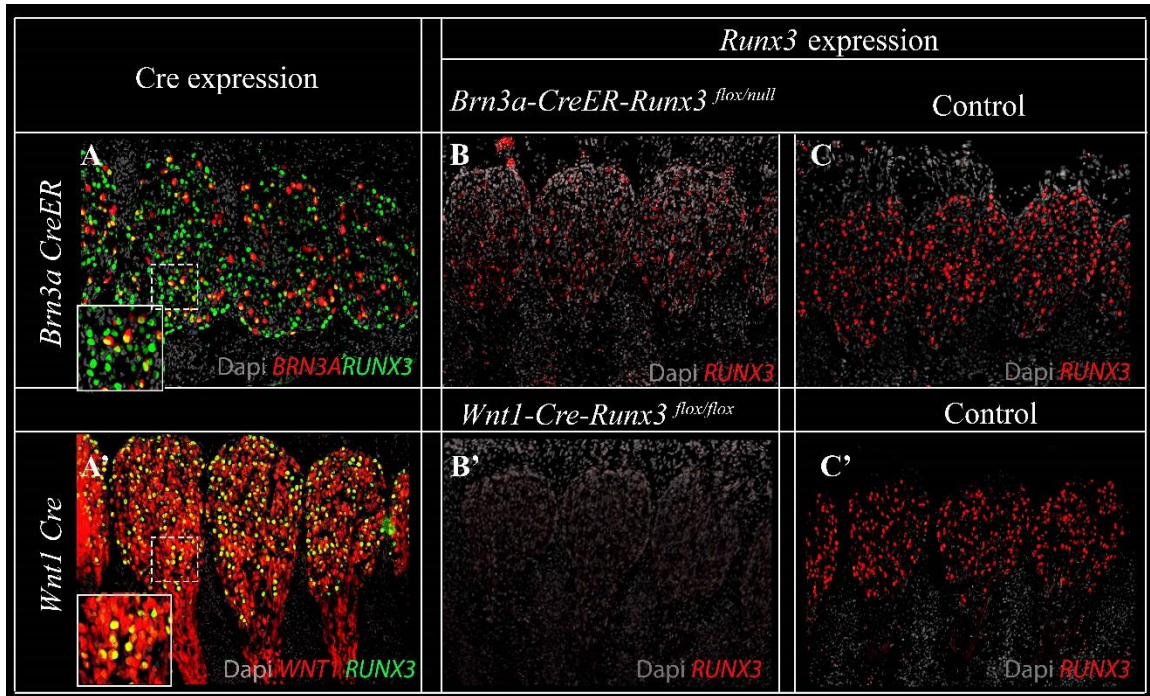 Cre expression
Runx3 expression
Brn3a-CreER-Runx3 flox/null
Control
Brn3a CreER
A
Dapi BRN3A RUNX3
B
Dapi RUNX3
C
Dapi RUNX3
Wnt1-Cre-Runx3 flox/flox
Control
Wnt1 Cre
A’
Dapi WNT1 RUNX3
B’
Dapi RUNX3
C’
Dapi RUNX3